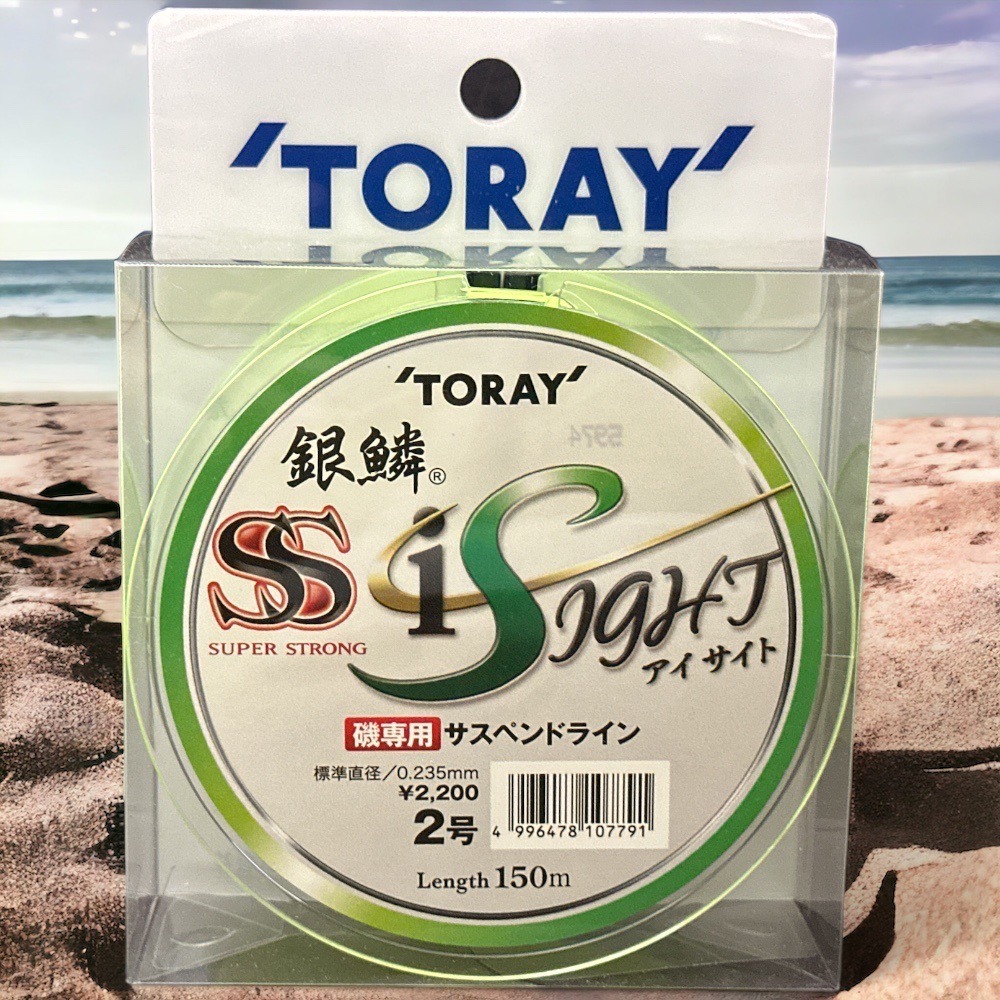 'TORAY'
'TORAY'
銀鱗®
5974
SS
SUPER STRONG
iSIGHT
アイサイト
磯専用 サスペンドライン
標準直径/0.235mm
¥2,200
2号
4 996478 107791
Length 150m